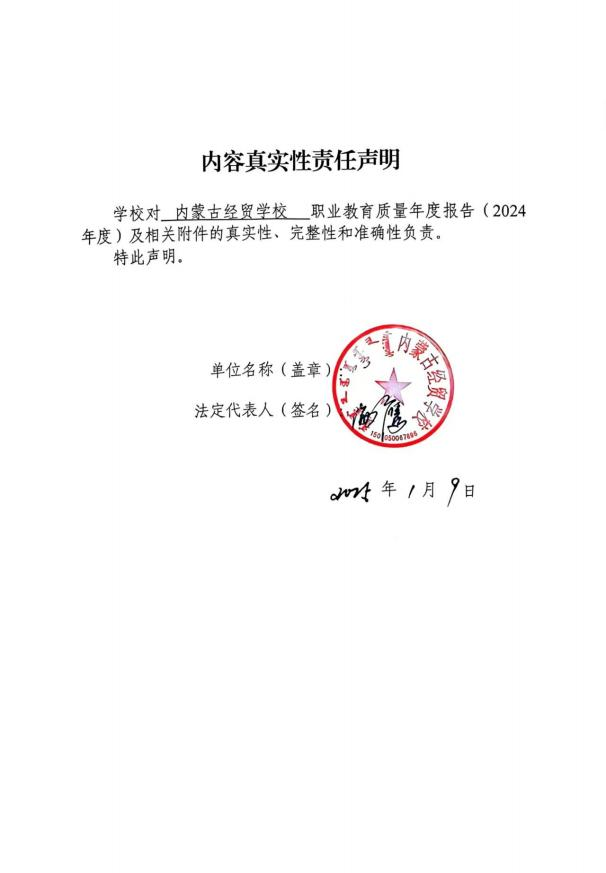 内容真实性责任声明
学校对 内蒙古经贸学校 职业教育质量年度报告（2024
年度）及相关附件的真实性、完整性和准确性负责。
特此声明。
单位名称（盖章）
内蒙古经贸学校
法定代表人（签名）
2025 年 1 月 9 日